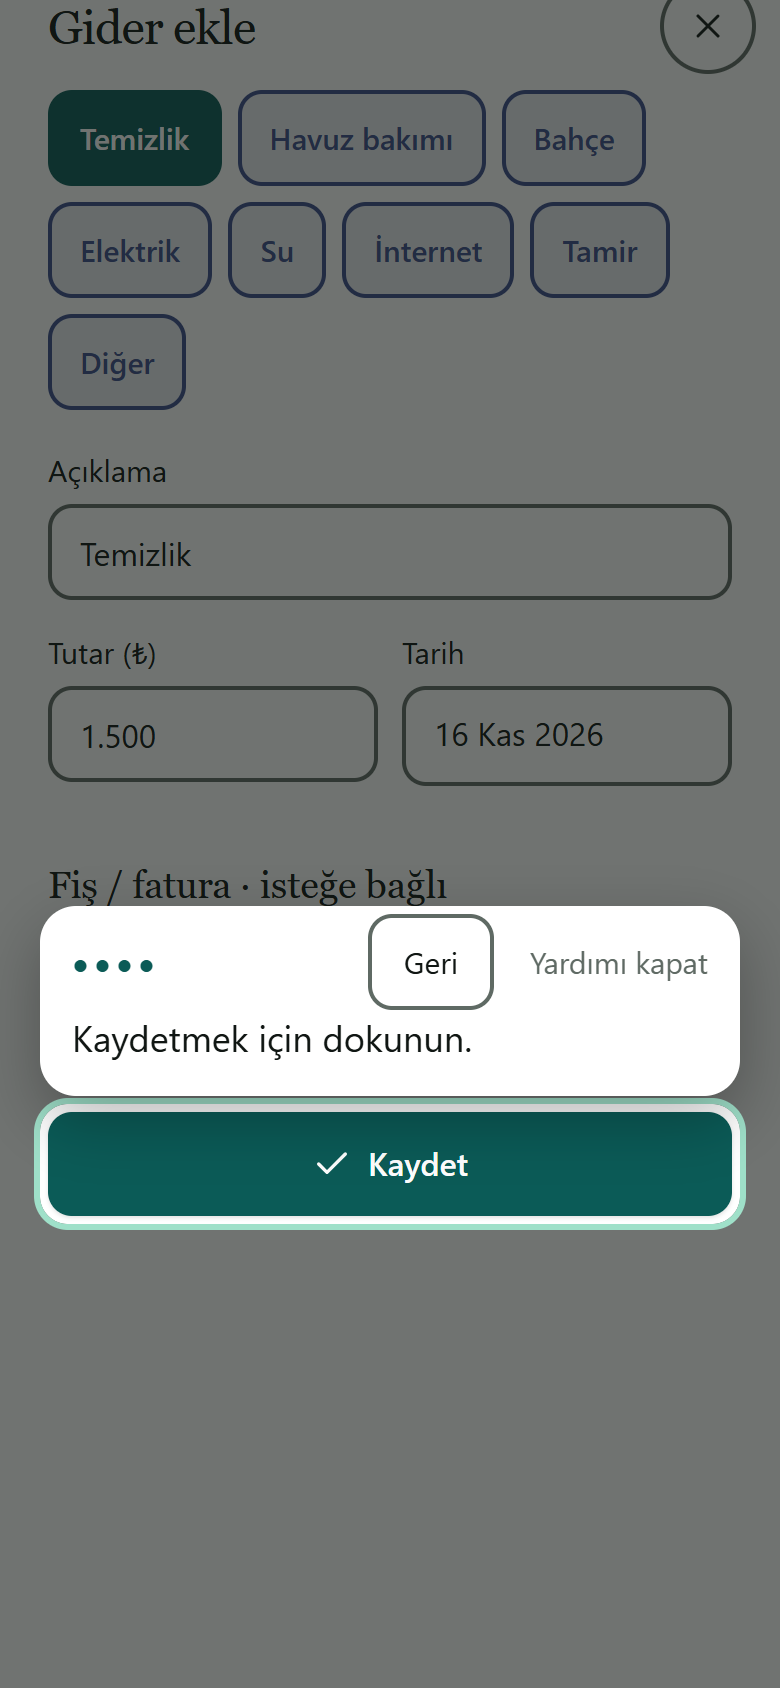 Gider ekle
Temizlik Havuz bakımı Bahçe
Elektrik Su İnternet Tamir
Diğer
Açıklama
Temizlik
Tutar (₺) Tarih
1.500 16 Kas 2026
Fiş / fatura · isteğe bağlı
Geri Yardımı kapat
Kaydetmek için dokunun.
Kaydet